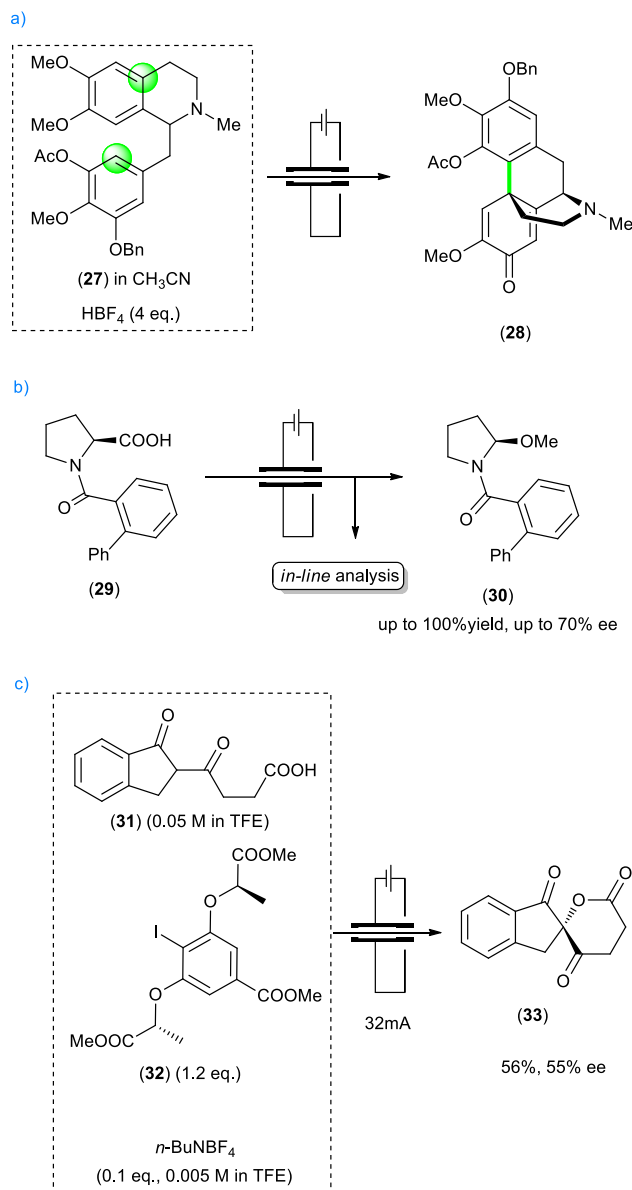 a)
MeO
MeO
N
Me
AcO
MeO
OBn
(27) in CH₃CN
HBF₄ (4 eq.)
OBn
MeO
AcO
N
Me
MeO
O
(28)
b)
COOH
N
O
Ph
(29)
in-line analysis
OMe
N
O
Ph
(30)
up to 100%yield, up to 70% ee
c)
O
O
COOH
(31) (0.05 M in TFE)
COOMe
O
I
COOMe
O
MeOOC
(32) (1.2 eq.)
n-BuNBF₄
(0.1 eq., 0.005 M in TFE)
32mA
O
O
O
O
(33)
56%, 55% ee